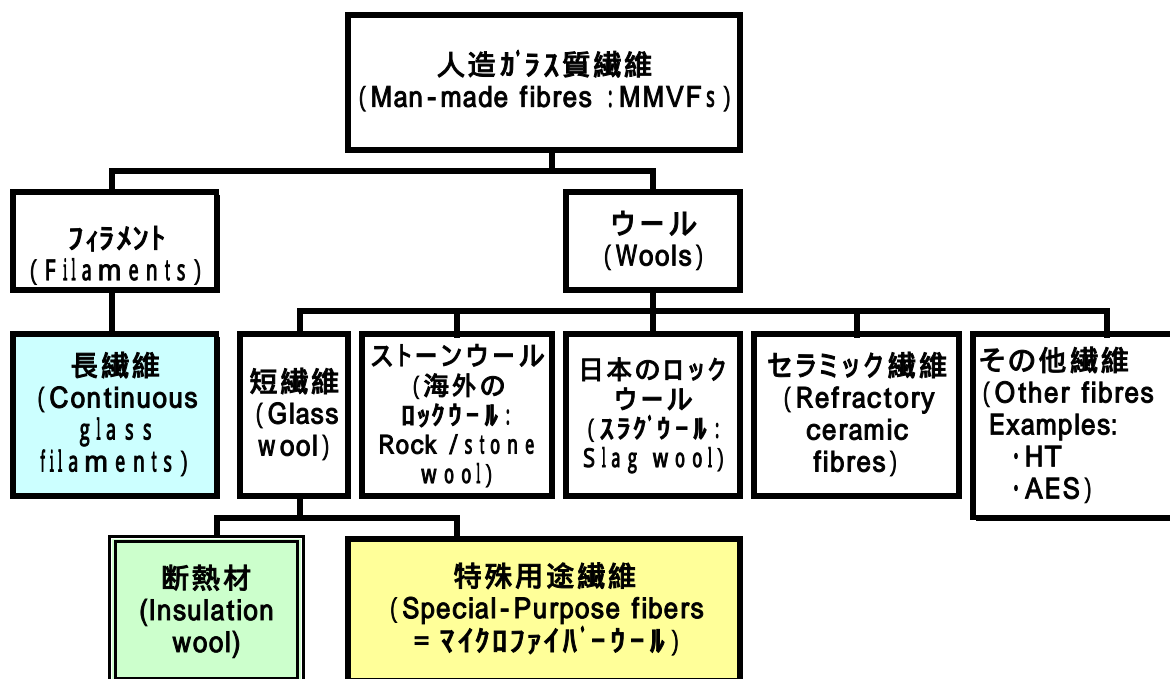 人造ガラス質繊維
(Man-made fibres :MMVFs)
フィラメント
(Filaments)
ウール
(Wools)
長繊維
(Continuous
glass
filaments)
短繊維
(Glass
wool)
ストーンウール
(海外の
ロックウール:
Rock /stone
wool)
日本のロック
ウール
(スラグウール:
Slag wool)
セラミック繊維
(Refractory
ceramic
fibres)
その他繊維
(Other fibres
Examples:
・HT
・AES)
断熱材
(Insulation
wool)
特殊用途繊維
(Special-Purpose fibers
= マイクロファイバーウール)